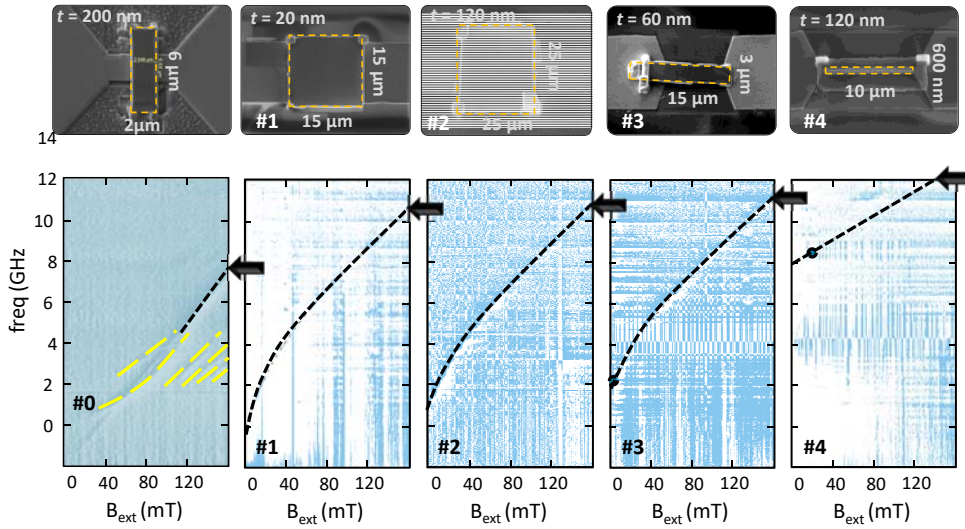 t = 200 nm
6 µm
2µm
t = 20 nm
15 µm
15 µm
#1
t = 120 nm
25 µm
25 µm
#2
t = 60 nm
3 µm
15 µm
#3
t = 120 nm
600 nm
10 µm
#4
14
12
10
8
6
4
2
0
freq (GHz)
#0
#1
#2
#3
#4
0 40 80 120
0 40 80 120
0 40 80 120
0 40 80 120
0 40 80 120
Bext (mT)
Bext (mT)
Bext (mT)
Bext (mT)
Bext (mT)